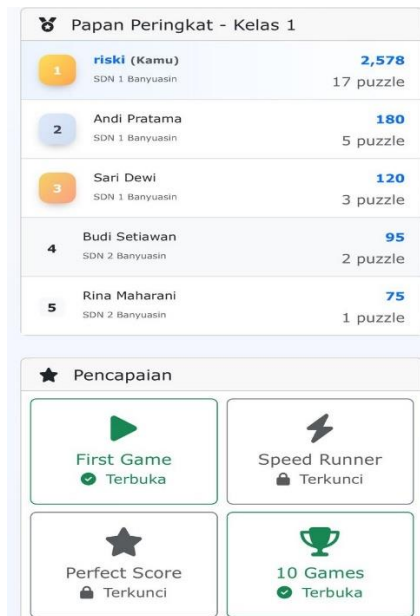 Papan Peringkat - Kelas 1
1
riski (Kamu)
2,578
SDN 1 Banyuasin
17 puzzle
2
Andi Pratama
180
SDN 1 Banyuasin
5 puzzle
3
Sari Dewi
120
SDN 1 Banyuasin
3 puzzle
4
Budi Setiawan
95
SDN 2 Banyuasin
2 puzzle
5
Rina Maharani
75
SDN 2 Banyuasin
1 puzzle
Pencapaian
First Game
Terbuka
Speed Runner
Terkunci
Perfect Score
Terkunci
10 Games
Terbuka